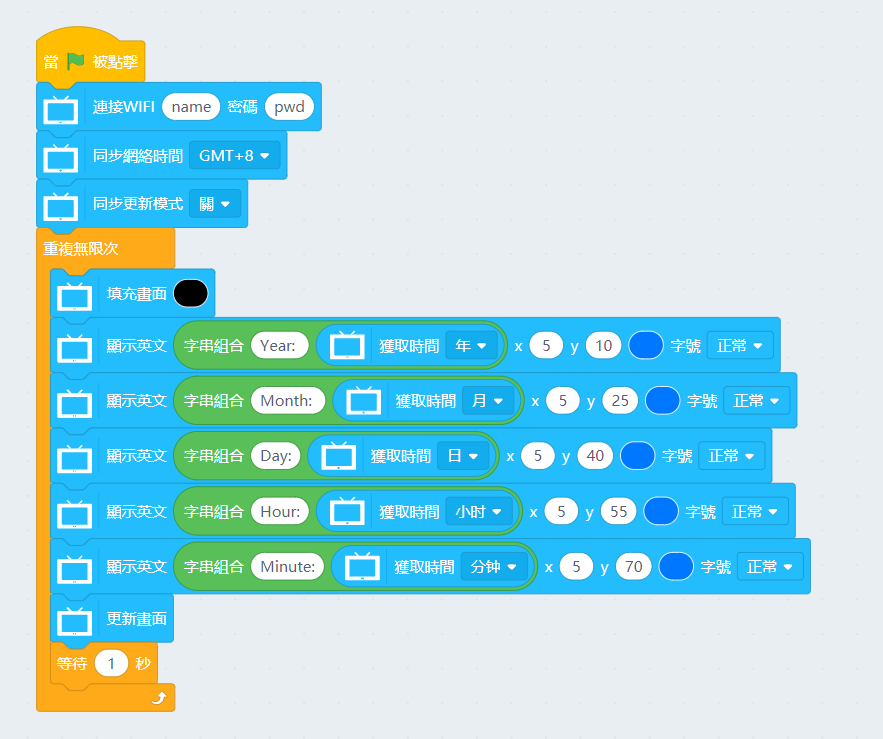 當 被點擊
連接WIFI name 密碼 pwd
同步網絡時間 GMT+8
同步更新模式 關
重複無限次
填充畫面
顯示英文 字串組合 Year: 獲取時間 年 x 5 y 10 字號 正常
顯示英文 字串組合 Month: 獲取時間 月 x 5 y 25 字號 正常
顯示英文 字串組合 Day: 獲取時間 日 x 5 y 40 字號 正常
顯示英文 字串組合 Hour: 獲取時間 小时 x 5 y 55 字號 正常
顯示英文 字串組合 Minute: 獲取時間 分钟 x 5 y 70 字號 正常
更新畫面
等待 1 秒